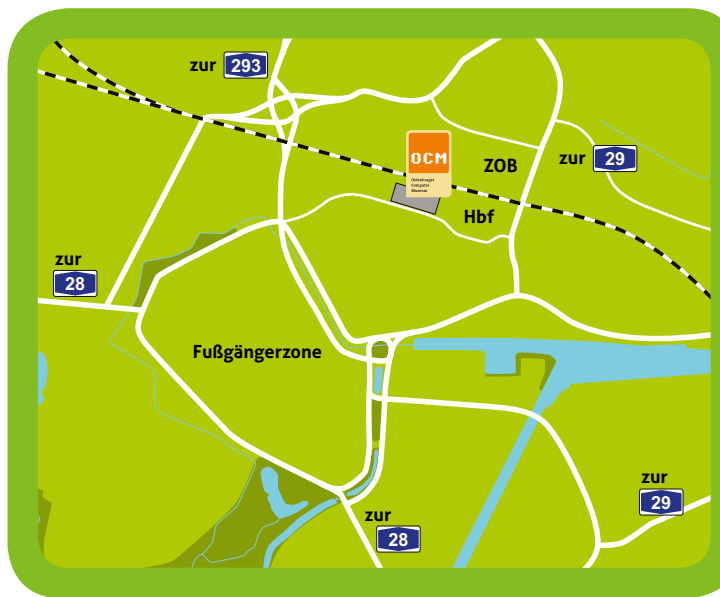 zur 293
OCM
Oldenburger
Computer
Museum
ZOB
zur 29
Hbf
zur
28
Fußgängerzone
zur
29
zur
28